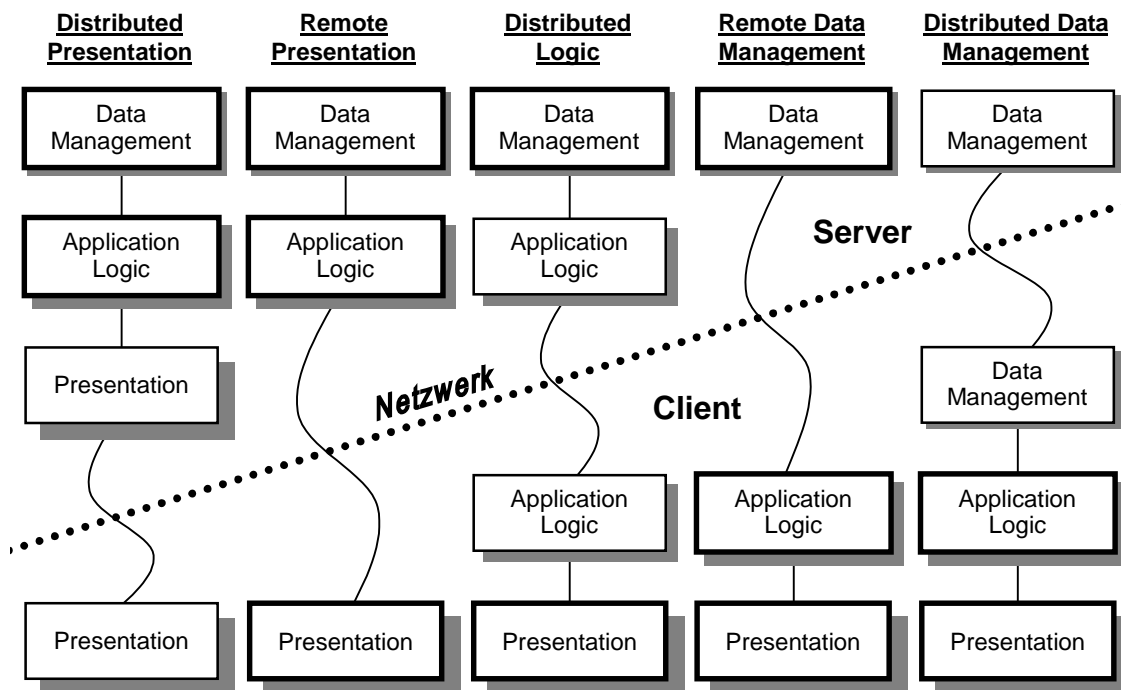 Distributed
Presentation
Remote
Presentation
Distributed
Logic
Remote Data
Management
Distributed Data
Management
Data
Management
Data
Management
Data
Management
Data
Management
Data
Management
Application
Logic
Application
Logic
Application
Logic
Server
Presentation
Netzwerk
Client
Data
Management
Application
Logic
Application
Logic
Application
Logic
Presentation
Presentation
Presentation
Presentation
Presentation